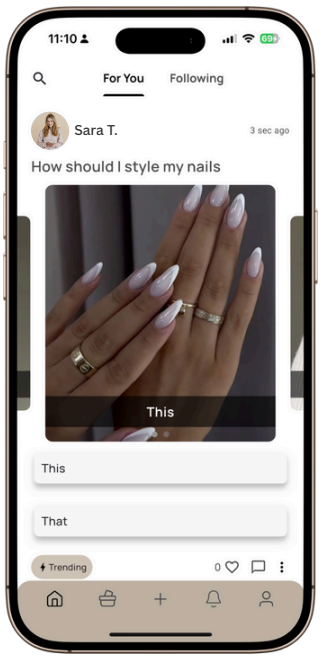 11:10
69
For You Following
Sara T. 3 sec ago
How should I style my nails
This
This
That
Trending 0